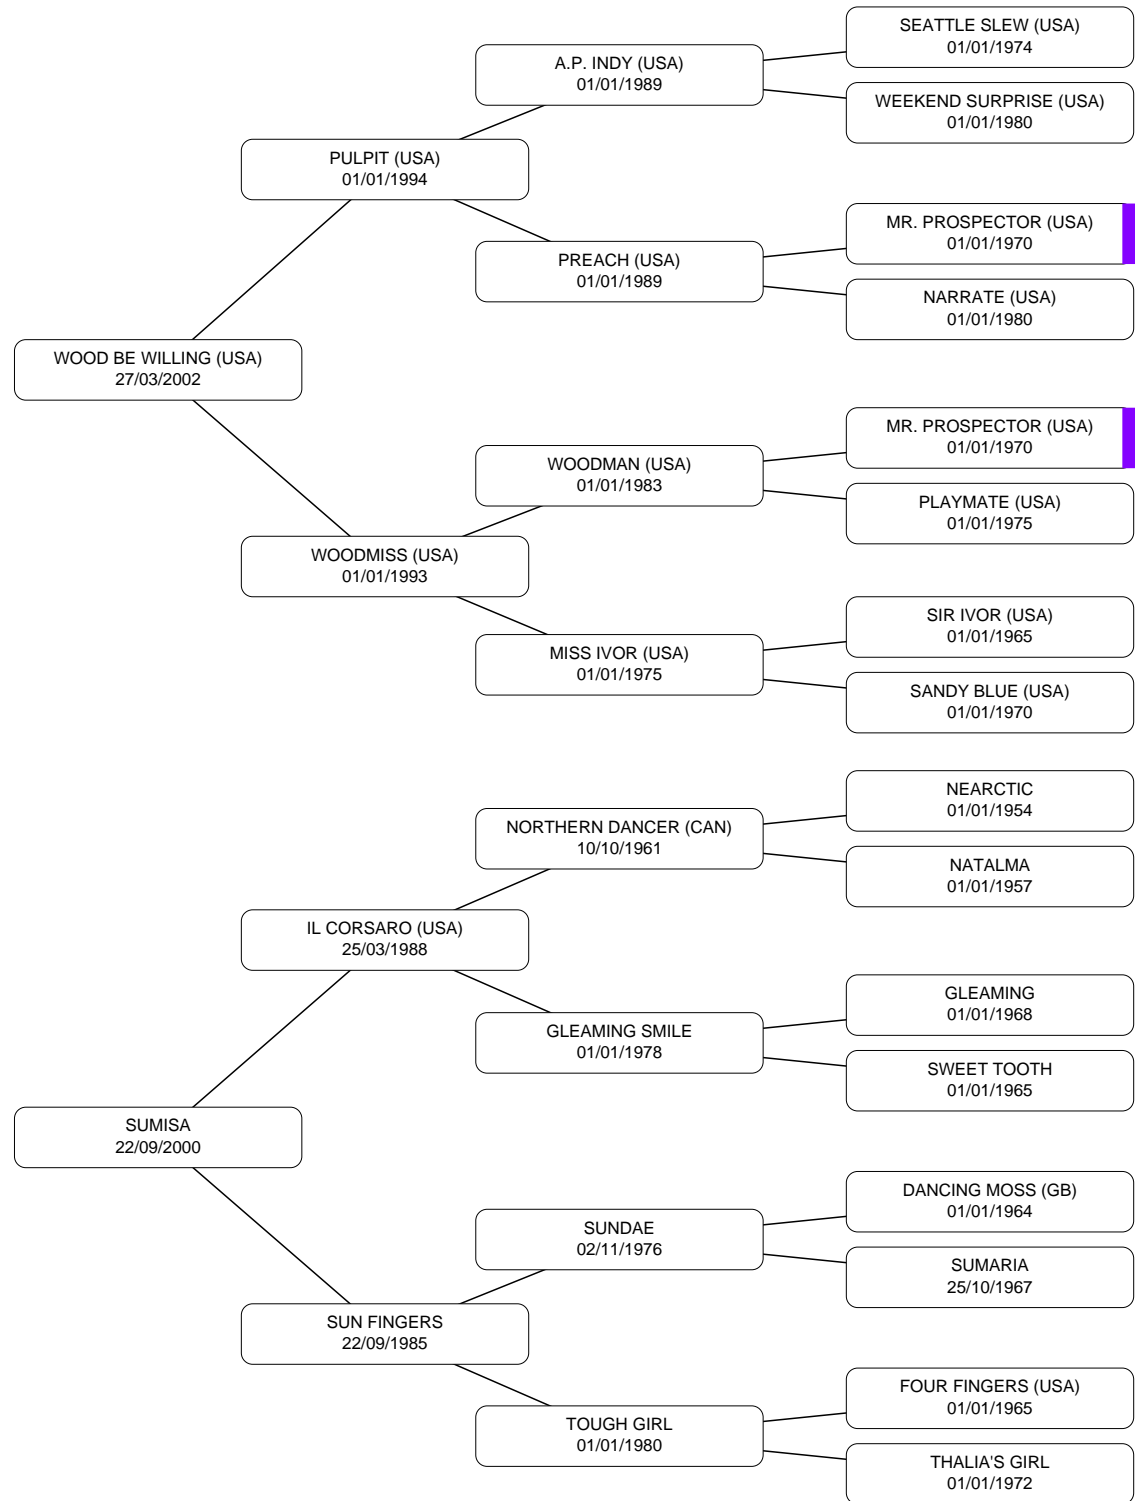 SEATTLE SLEW (USA)
01/01/1974
A.P. INDY (USA)
01/01/1989
WEEKEND SURPRISE (USA)
01/01/1980
PULPIT (USA)
01/01/1994
MR. PROSPECTOR (USA)
01/01/1970
PREACH (USA)
01/01/1989
NARRATE (USA)
01/01/1980
WOOD BE WILLING (USA)
27/03/2002
MR. PROSPECTOR (USA)
01/01/1970
WOODMAN (USA)
01/01/1983
PLAYMATE (USA)
01/01/1975
WOODMISS (USA)
01/01/1993
SIR IVOR (USA)
01/01/1965
MISS IVOR (USA)
01/01/1975
SANDY BLUE (USA)
01/01/1970
NEARCTIC
01/01/1954
NORTHERN DANCER (CAN)
10/10/1961
NATALMA
01/01/1957
IL CORSARO (USA)
25/03/1988
GLEAMING
01/01/1968
GLEAMING SMILE
01/01/1978
SWEET TOOTH
01/01/1965
SUMISA
22/09/2000
DANCING MOSS (GB)
01/01/1964
SUNDAE
02/11/1976
SUMARIA
25/10/1967
SUN FINGERS
22/09/1985
FOUR FINGERS (USA)
01/01/1965
TOUGH GIRL
01/01/1980
THALIA'S GIRL
01/01/1972